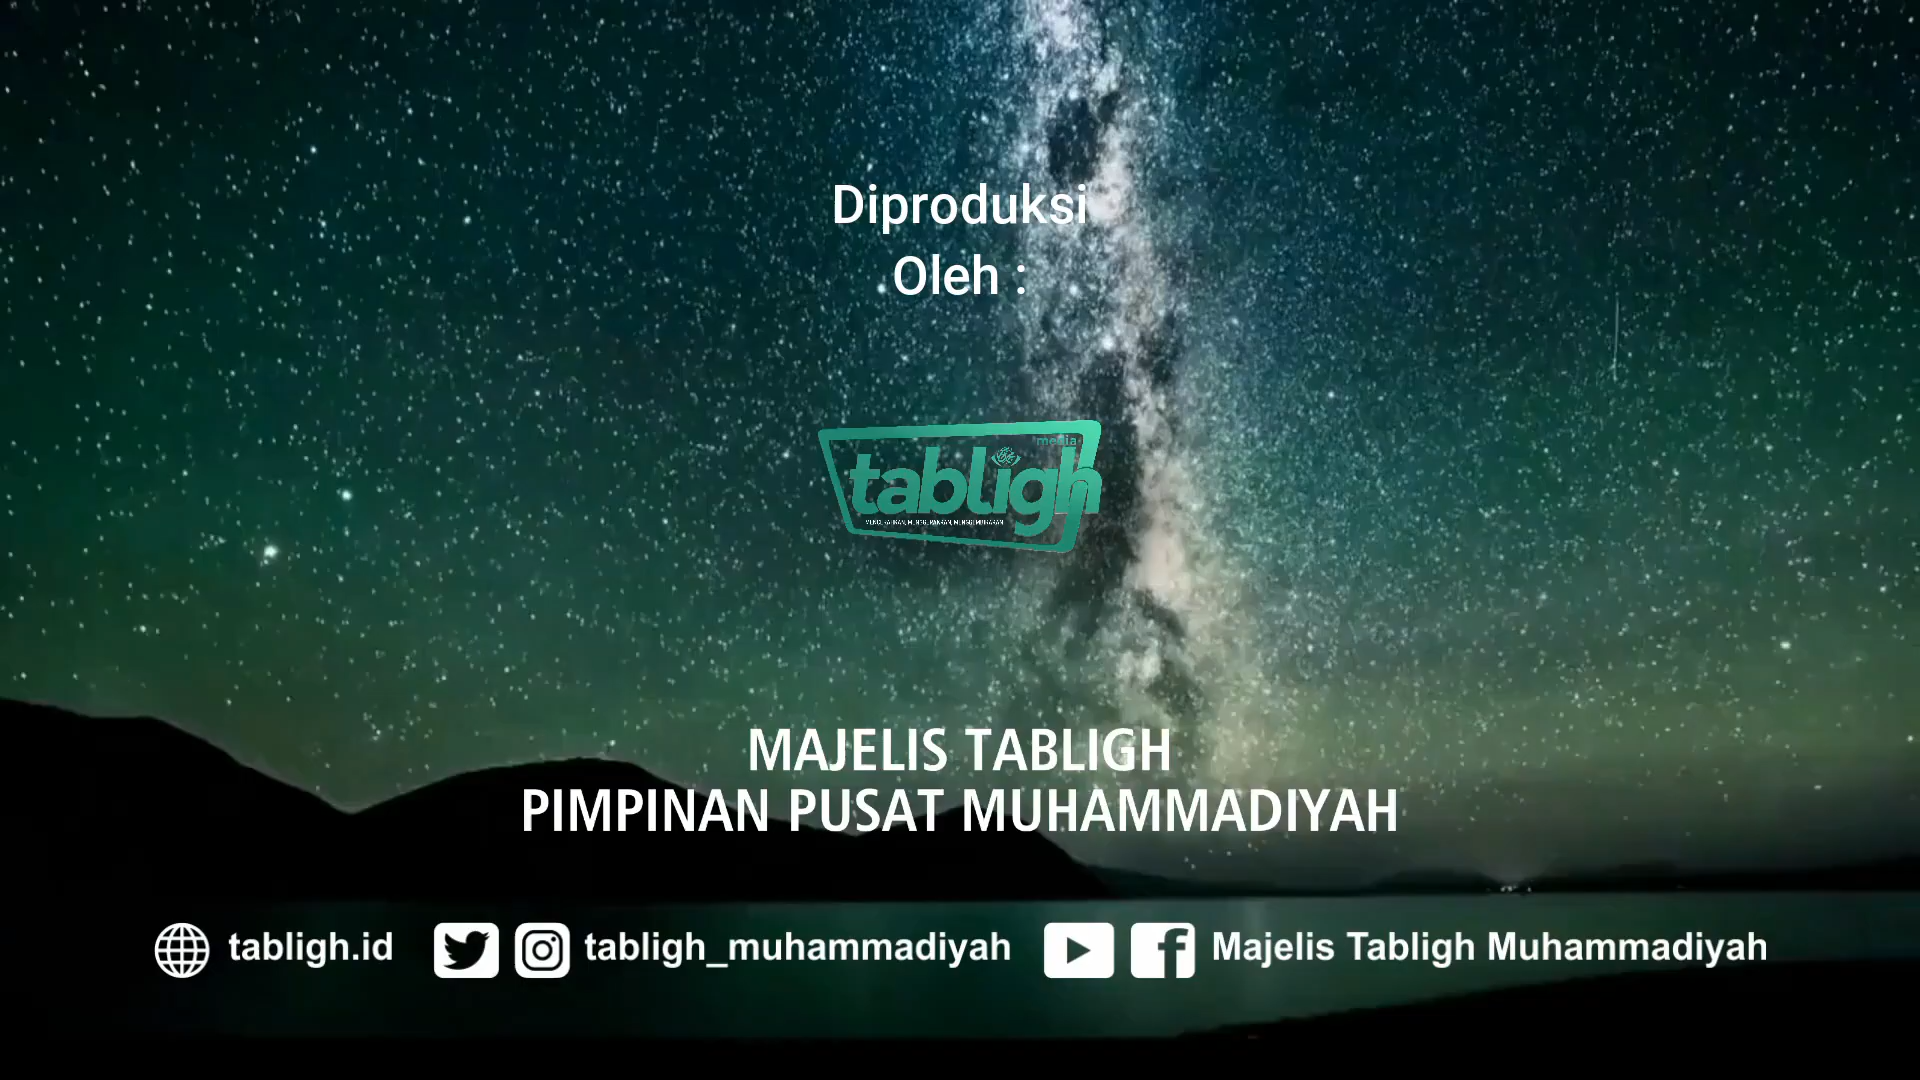 Diproduksi
Oleh :
media
tabligh
MAJELIS TABLIGH
PIMPINAN PUSAT MUHAMMADIYAH
tabligh.id tabligh_muhammadiyah Majelis Tabligh Muhammadiyah